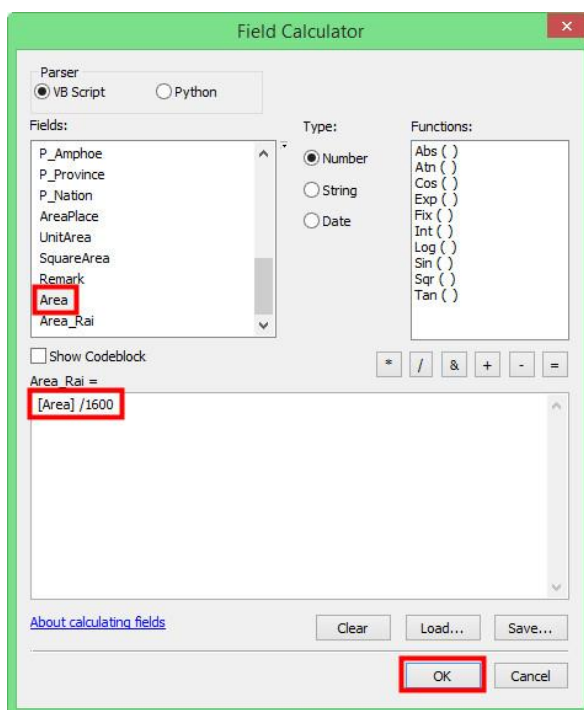 Field Calculator
Parser
VB Script
Python
Fields:
P_Amphoe
P_Province
P_Nation
AreaPlace
UnitArea
SquareArea
Remark
Area
Area_Rai
Type:
Number
String
Date
Functions:
Abs ( )
Atn ( )
Cos ( )
Exp ( )
Fix ( )
Int ( )
Log ( )
Sin ( )
Sqr ( )
Tan ( )
Show Codeblock
* / & + - =
Area_Rai =
[Area] /1600
About calculating fields
Clear
Load...
Save...
OK
Cancel